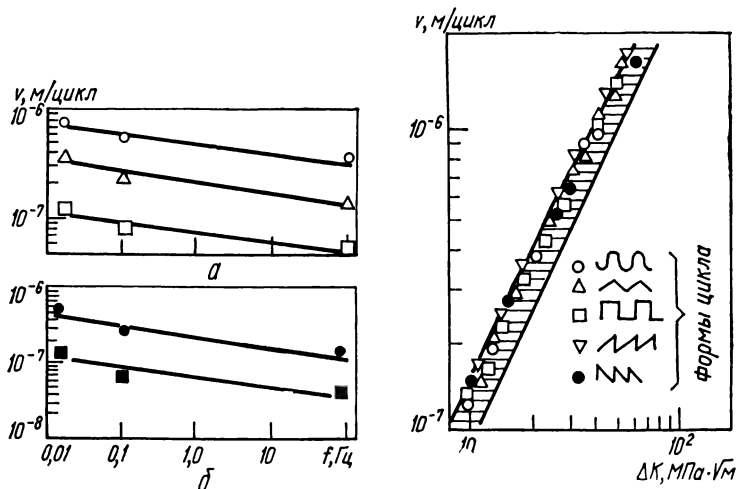 v, м/цикл
10⁻⁶
10⁻⁷
а
10⁻⁶
10⁻⁷
10⁻⁸
0,01 0,1 1,0 10 f, Гц
б
v, м/цикл
10⁻⁶
10⁻⁷
формы цикла
10 10²
ΔK, МПа·√м